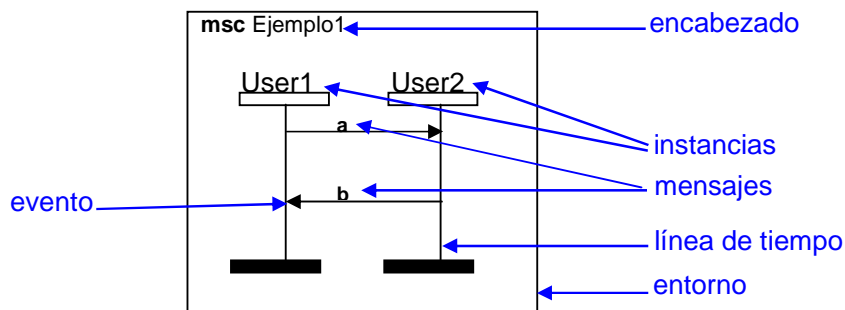 msc Ejemplo1
encabezado
User1
User2
a
instancias
mensajes
b
evento
línea de tiempo
entorno